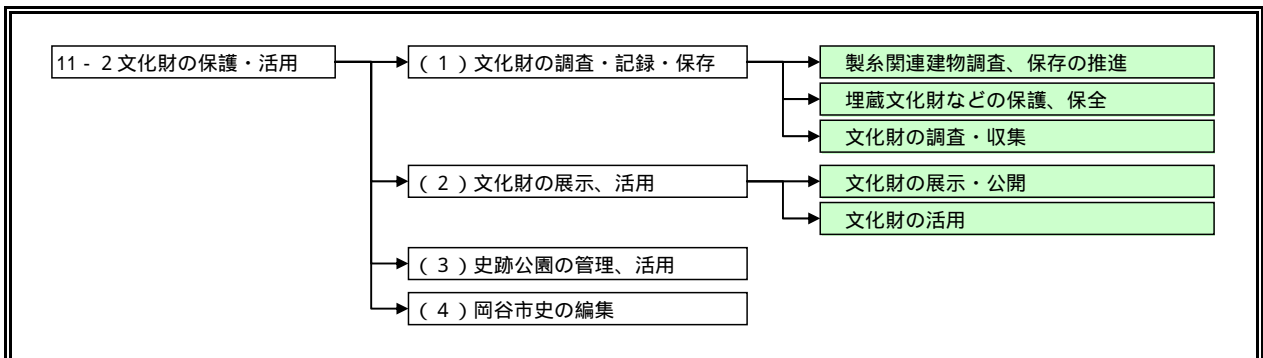 11 - 2 文化財の保護・活用
(1)文化財の調査・記録・保存
製糸関連建物調査、保存の推進
埋蔵文化財などの保護、保全
文化財の調査・収集
(2)文化財の展示、活用
文化財の展示・公開
文化財の活用
(3)史跡公園の管理、活用
(4)岡谷市史の編集